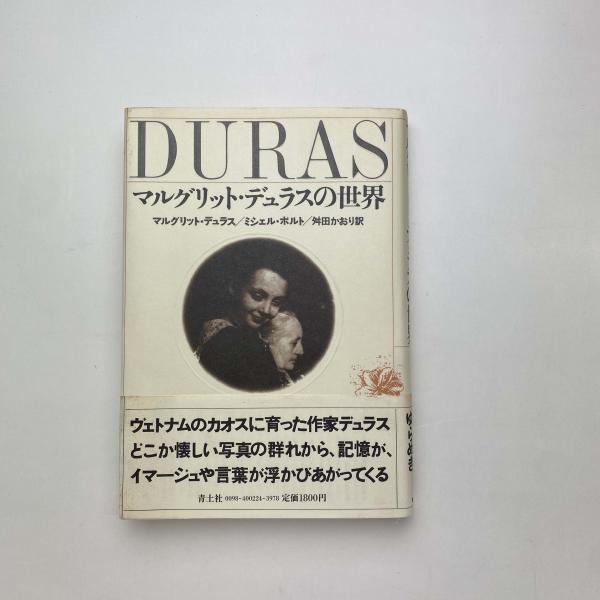 DURAS
マルグリット・デュラスの世界
マルグリット・デュラス/ミシェル・ポルト/舛田かおり訳
ヴェトナムのカオスに育った作家デュラス
どこか懐しい写真の群れから、記憶が、
イマージュや言葉が浮かびあがってくる
青土社 0098-400224-3978 定価1800円